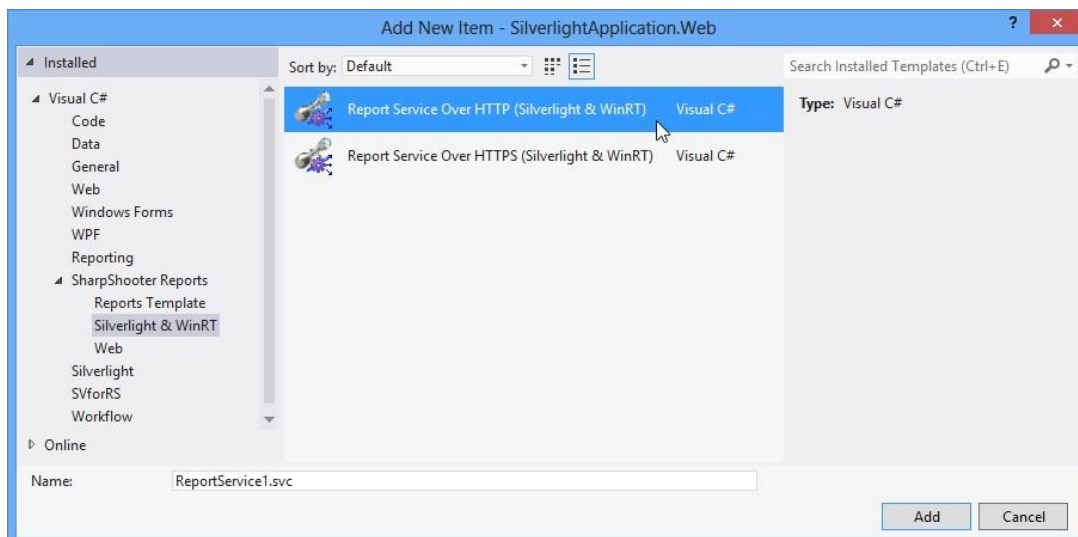 Add New Item - SilverlightApplication.Web
?
Installed
Sort by: Default
Search Installed Templates (Ctrl+E)
Visual C#
Code
Data
General
Web
Windows Forms
WPF
Reporting
SharpShooter Reports
Reports Template
Silverlight & WinRT
Web
Silverlight
SVforRS
Workflow
Online
Report Service Over HTTP (Silverlight & WinRT) Visual C#
Report Service Over HTTPS (Silverlight & WinRT) Visual C#
Type: Visual C#
Name: ReportService1.svc
Add Cancel